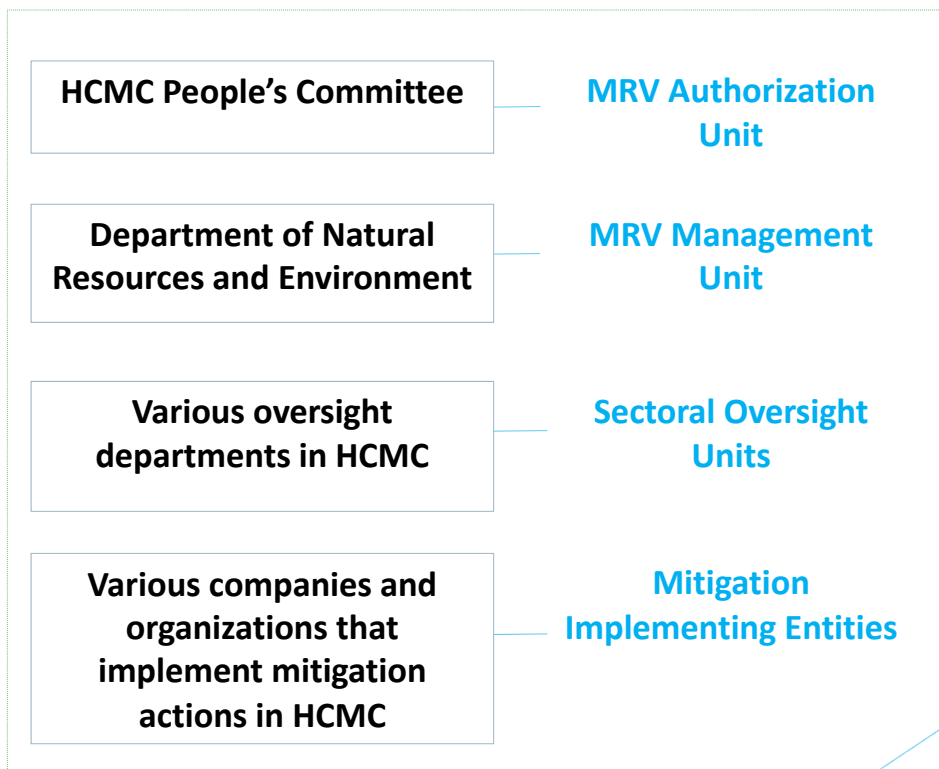 HCMC People’s Committee
MRV Authorization
Unit
Department of Natural
Resources and Environment
MRV Management
Unit
Various oversight
departments in HCMC
Sectoral Oversight
Units
Various companies and
organizations that
implement mitigation
actions in HCMC
Mitigation
Implementing Entities